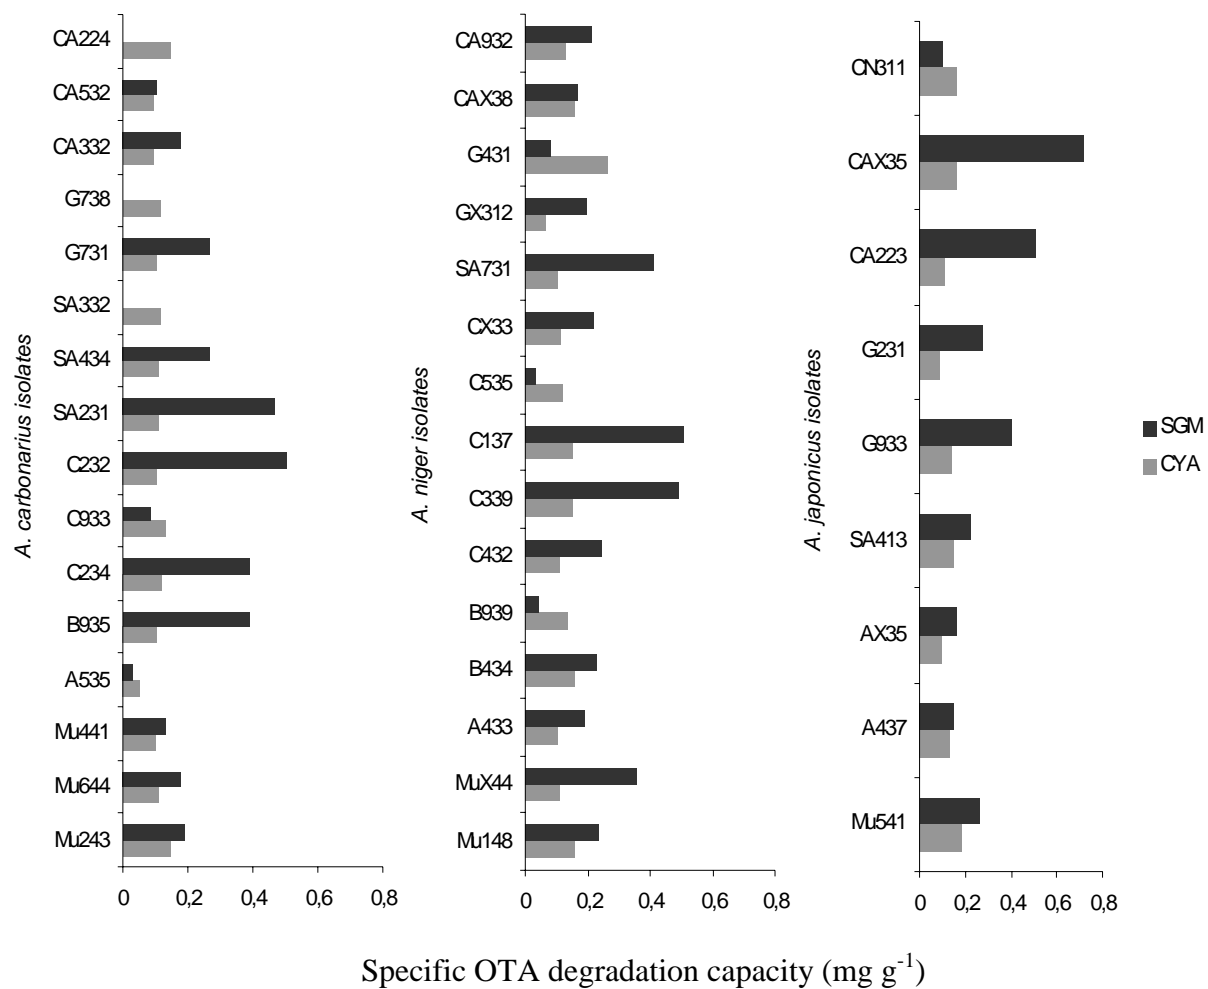 A. carbonarius isolates
CA224
CA532
CA332
G738
G731
SA332
SA434
SA231
C232
C933
C234
B935
A535
Mu441
Mu644
Mu243
0 0,2 0,4 0,6 0,8
A. niger isolates
CA932
CAX38
G431
GX312
SA731
CX33
C535
C137
C339
C432
B939
B434
A433
MuX44
Mu148
0 0,2 0,4 0,6 0,8
A. japonicus isolates
CN311
CAX35
CA223
G231
G933
SA413
AX35
A437
Mu541
0 0,2 0,4 0,6 0,8
SGM
CYA
Specific OTA degradation capacity (mg g-1)